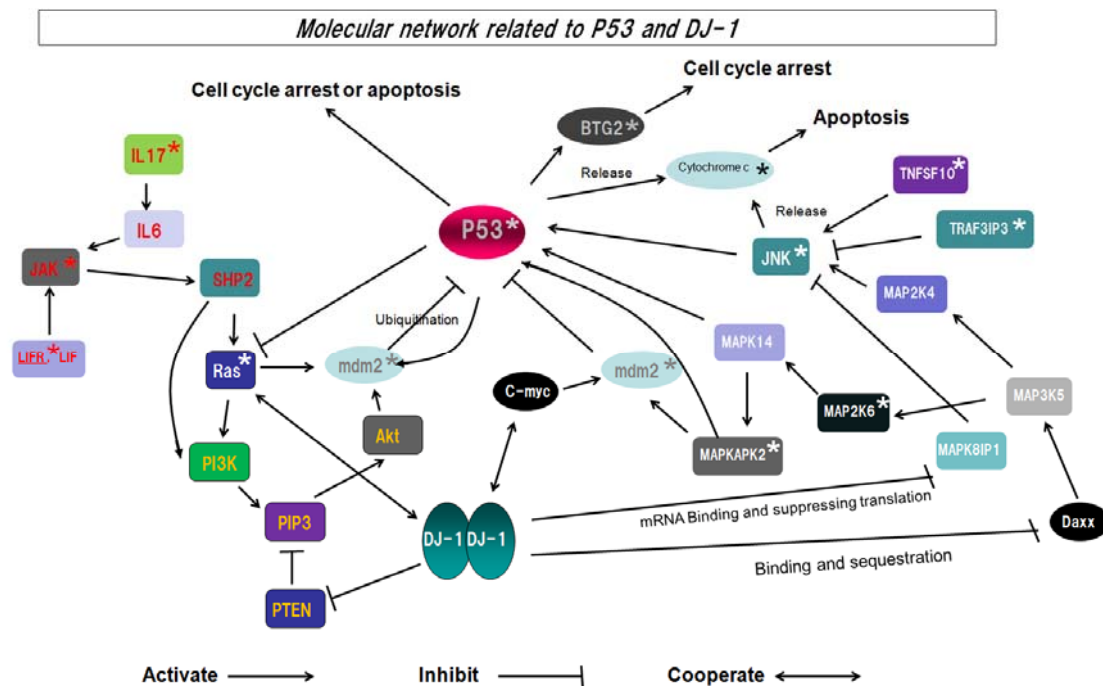 Molecular network related to P53 and DJ-1
Cell cycle arrest
Cell cycle arrest or apoptosis
BTG2*
Apoptosis
IL17*
Release
Cytochrome c *
TNFSF10*
IL6
P53*
Release
TRAF3IP3*
JAK*
SHP2
JNK*
MAP2K4
Ubiquitination
LIFR,*LIF
Ras*
mdm2*
mdm2*
MAPK14
C-myc
MAP2K6*
MAP3K5
Akt
MAPKAPK2*
MAPK8IP1
PI3K
PIP3
DJ-1 DJ-1
mRNA Binding and suppressing translation
Daxx
Binding and sequestration
PTEN
Activate
Inhibit
Cooperate